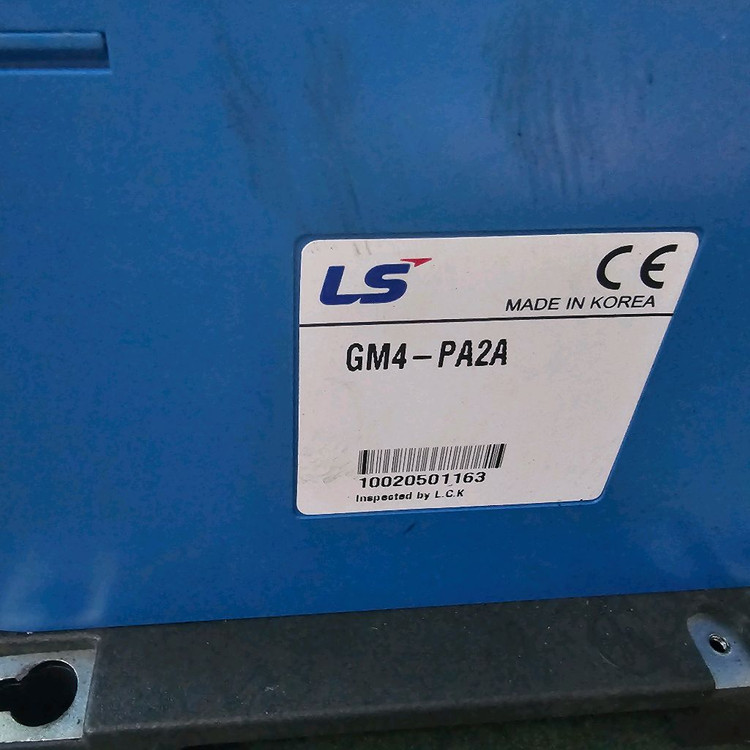 LS
CE
MADE IN KOREA
GM4-PA2A
10020501163
Inspected by L.C.K